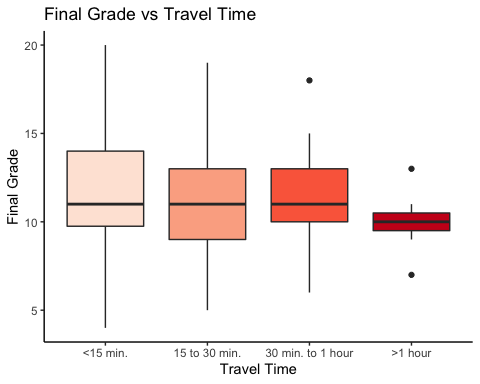 Final Grade vs Travel Time
20
15
10
5
Final Grade
<15 min.
15 to 30 min.
30 min. to 1 hour
>1 hour
Travel Time